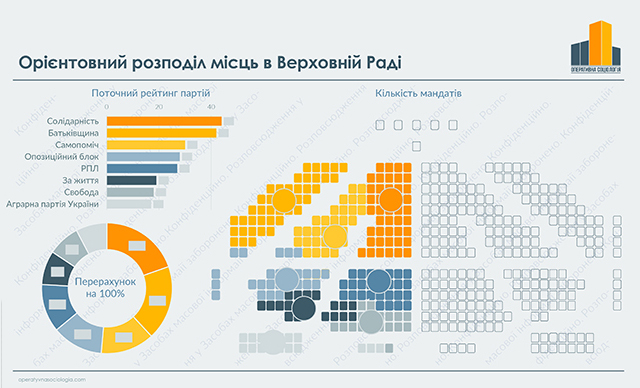 ОПЕРАТИВНА СОЦІОЛОГІЯ
Орієнтовний розподіл місць в Верховній Раді
Поточний рейтинг партій
Кількість мандатів
0 20 40
Солідарність
Батьківщина
Самопоміч
Опозиційний блок
РПЛ
За життя
Свобода
Аграрна партія України
Перерахунок
на 100%
operatyvnasociologia.com